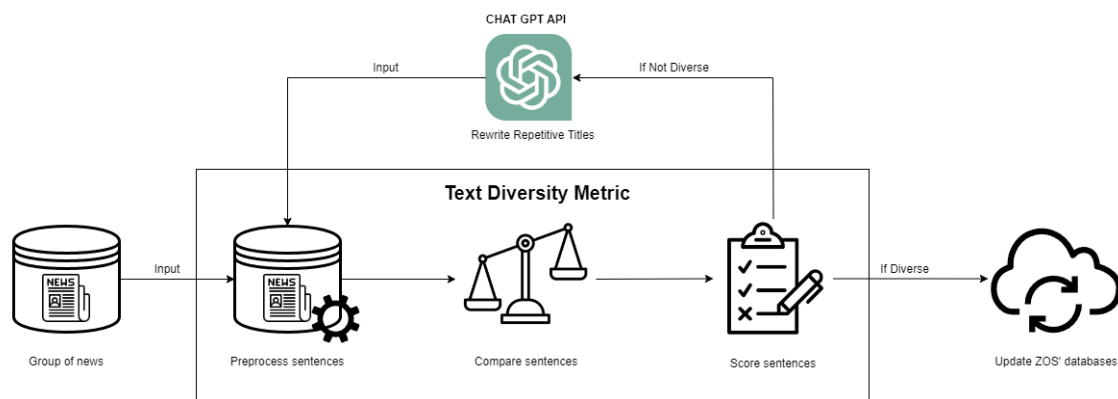 CHAT GPT API
Input
If Not Diverse
Rewrite Repetitive Titles
Text Diversity Metric
NEWS
NEWS
Input
If Diverse
Group of news
Preprocess sentences
Compare sentences
Score sentences
Update ZOS' databases